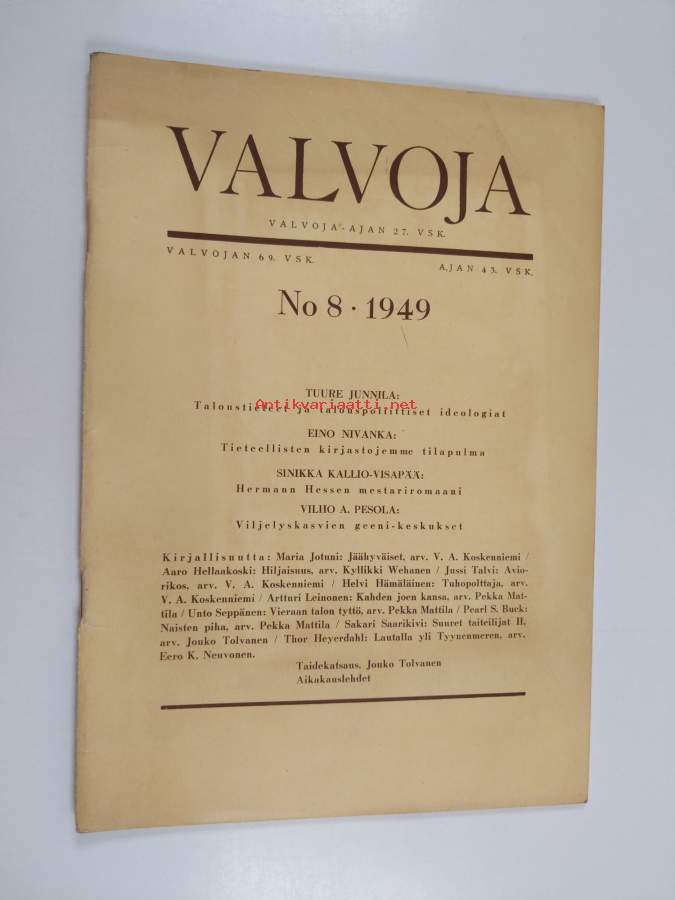 VALVOJA
VALVOJA-AJAN 27. VSK.
VALVOJAN 69. VSK.
AJAN 43. VSK.
No 8 · 1949
TUURE JUNNILA:
Taloustieteet ja talouspoliittiset ideologiat
Antikvariaatti.net
EINO NIVANKA:
Tieteellisten kirjastojemme tilapulma
SINIKKA KALLIO-VISAPÄÄ:
Hermann Hessen mestariromaani
VILHO A. PESOLA:
Viljelyskasvien geeni-keskukset
Kirjallisuutta: Maria Jotuni: Jäähyväiset, arv. V. A. Koskenniemi /
Aaro Hellaakoski: Hiljaisuus, arv. Kyllikki Wehanen / Jussi Talvi: Avio-
rikos, arv. V. A. Koskenniemi / Helvi Hämäläinen: Tuhopolttaja, arv.
V. A. Koskenniemi / Artturi Leinonen: Kahden joen kansa, arv. Pekka Mat-
tila / Unto Seppänen: Vieraan talon tyttö, arv. Pekka Mattila / Pearl S. Buck:
Naisten piha, arv. Pekka Mattila / Sakari Saarikivi: Suuret taiteilijat II,
arv. Jouko Tolvanen / Thor Heyerdahl: Lautalla yli Tyynenmeren, arv.
Eero K. Neuvonen.
Taidekatsaus, Jouko Tolvanen
Aikakauslehdet